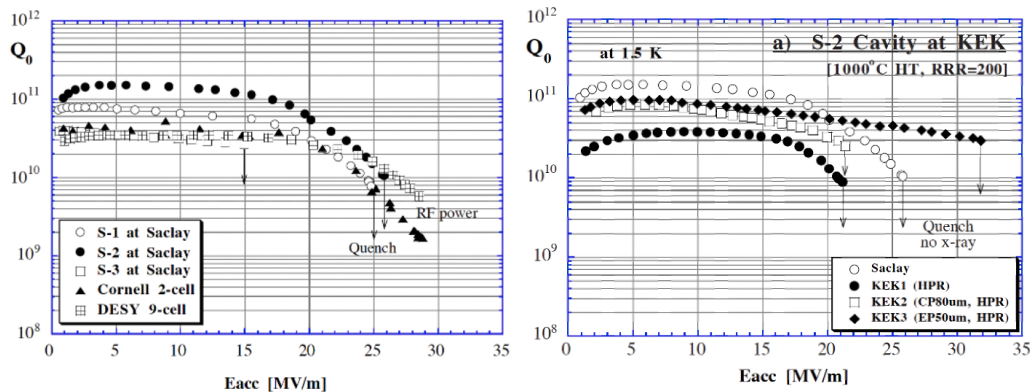 10^12
Q_0
10^11
10^10
10^9
10^8
0
5
10
15
20
25
30
35
Eacc [MV/m]
RF power
Quench
S-1 at Saclay
S-2 at Saclay
S-3 at Saclay
Cornell 2-cell
DESY 9-cell
10^12
Q_0
10^11
10^10
10^9
10^8
0
5
10
15
20
25
30
35
Eacc [MV/m]
at 1.5 K
a) S-2 Cavity at KEK
[1000°C HT, RRR=200]
Quench
no x-ray
Saclay
KEK1 (HPR)
KEK2 (CP80um, HPR)
KEK3 (EP50um, HPR)